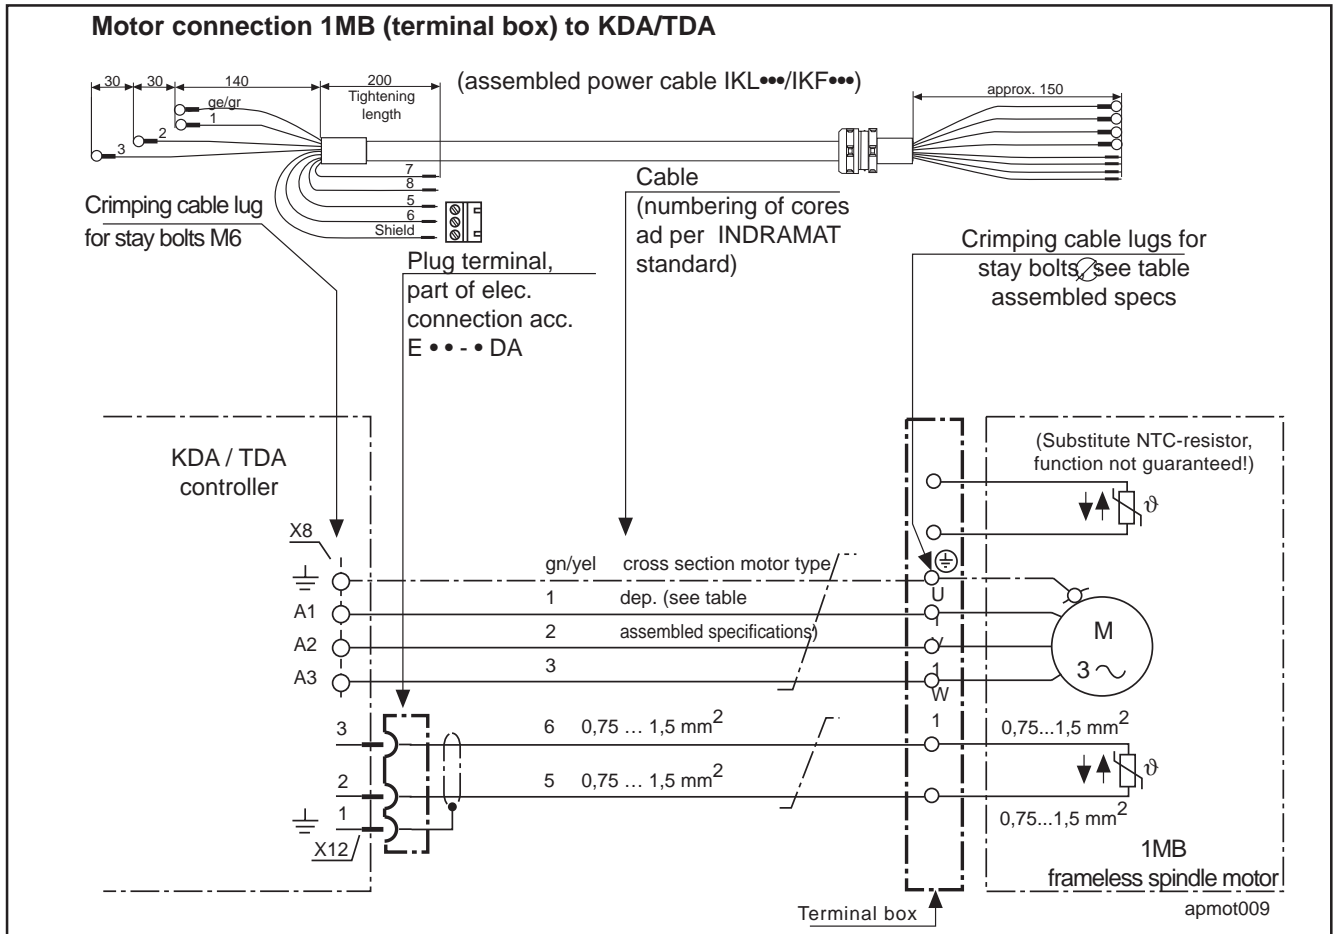 Motor connection 1MB (terminal box) to KDA/TDA
30 30 140 200
Tightening
length
(assembled power cable IKL•••/IKF•••)
approx. 150
ge/gr
1
2
3
7
8
5
6
Shield
Crimping cable lug
for stay bolts M6
Plug terminal,
part of elec.
connection acc.
E • • - • DA
Cable
(numbering of cores
ad per INDRAMAT
standard)
Crimping cable lugs for
stay bolts, see table
assembled specs
KDA / TDA
controller
(Substitute NTC-resistor,
function not guaranteed!)
ϑ
X8
gn/yel cross section motor type
A1 1 dep. (see table
A2 2 assembled specifications)
A3 3
U
1
V
1
W
1
M
3
3 6 0,75 ... 1,5 mm²
2 5 0,75 ... 1,5 mm²
1
X12
0,75...1,5 mm²
ϑ
0,75...1,5 mm²
1MB
frameless spindle motor
Terminal box
apmot009